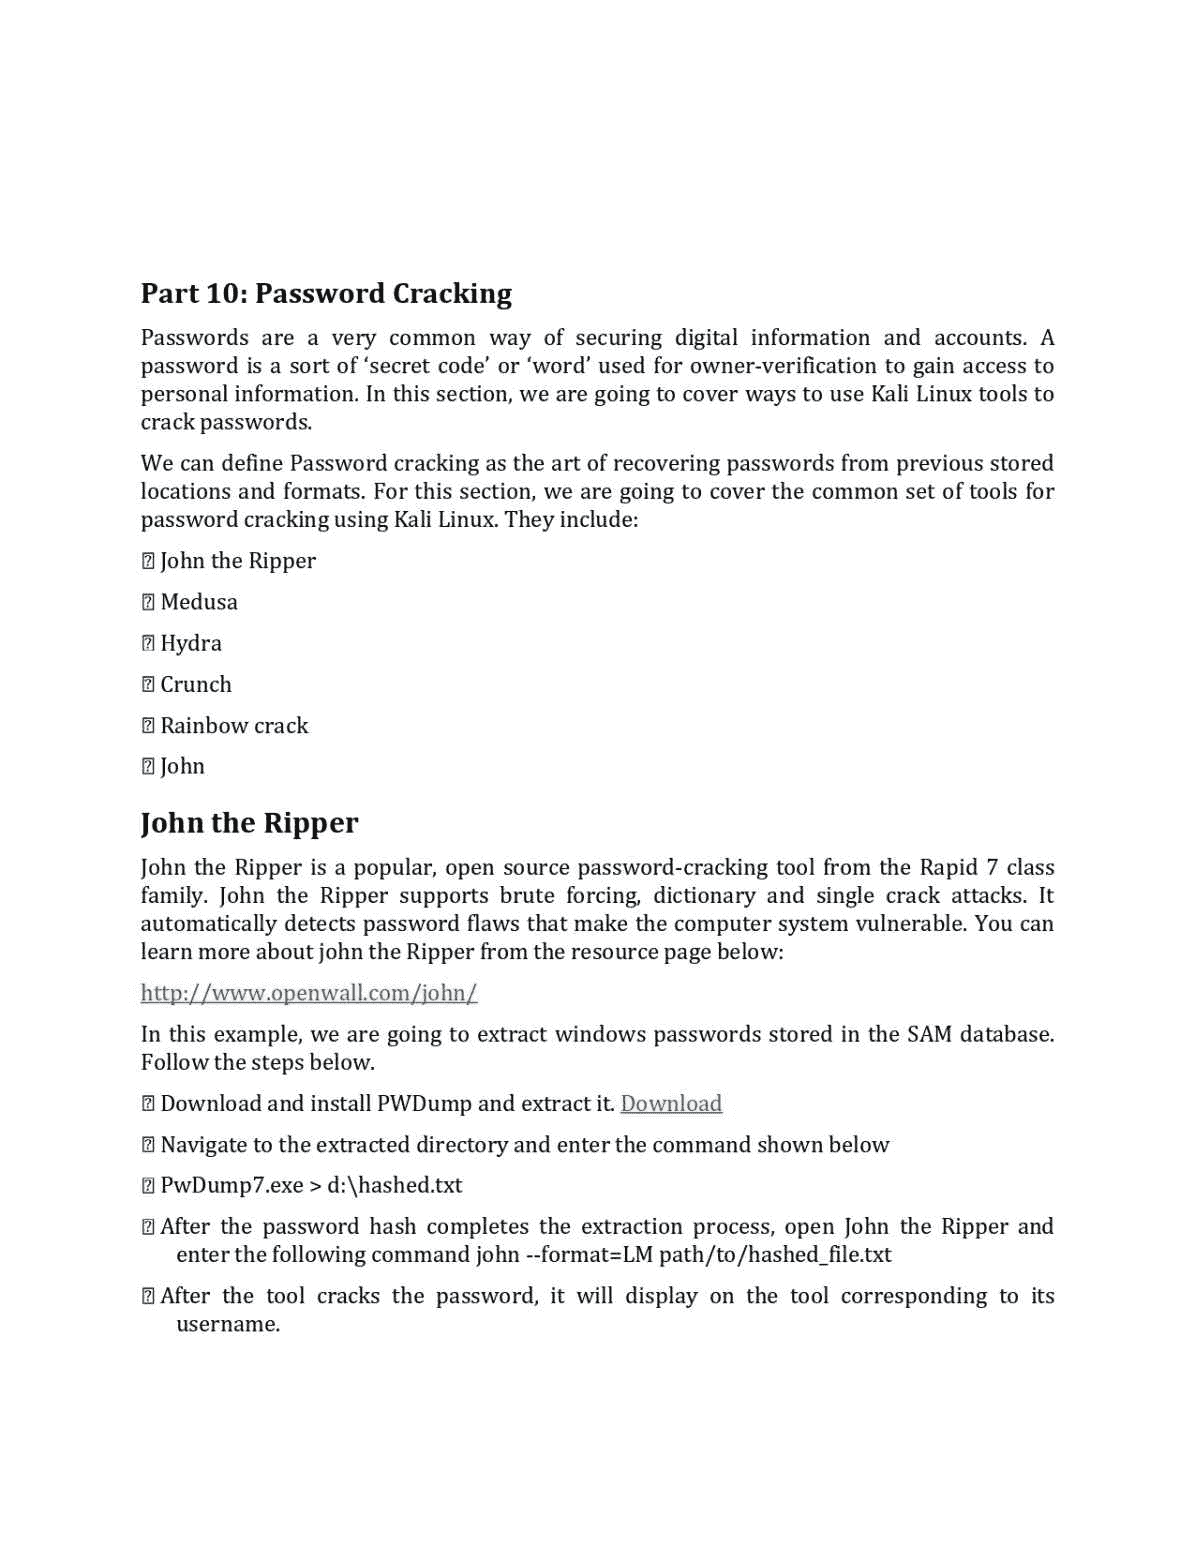 Part 10: Password Cracking
Passwords are a very common way of securing digital information and accounts. A
password is a sort of ‘secret code’ or ‘word’ used for owner-verification to gain access to
personal information. In this section, we are going to cover ways to use Kali Linux tools to
crack passwords.
We can define Password cracking as the art of recovering passwords from previous stored
locations and formats. For this section, we are going to cover the common set of tools for
password cracking using Kali Linux. They include:
⍰ John the Ripper
⍰ Medusa
⍰ Hydra
⍰ Crunch
⍰ Rainbow crack
⍰ John
John the Ripper
John the Ripper is a popular, open source password-cracking tool from the Rapid 7 class
family. John the Ripper supports brute forcing, dictionary and single crack attacks. It
automatically detects password flaws that make the computer system vulnerable. You can
learn more about john the Ripper from the resource page below:
http://www.openwall.com/john/
In this example, we are going to extract windows passwords stored in the SAM database.
Follow the steps below.
⍰ Download and install PWDump and extract it. Download
⍰ Navigate to the extracted directory and enter the command shown below
⍰ PwDump7.exe > d:\hashed.txt
⍰ After the password hash completes the extraction process, open John the Ripper and
enter the following command john --format=LM path/to/hashed_file.txt
⍰ After the tool cracks the password, it will display on the tool corresponding to its
username.